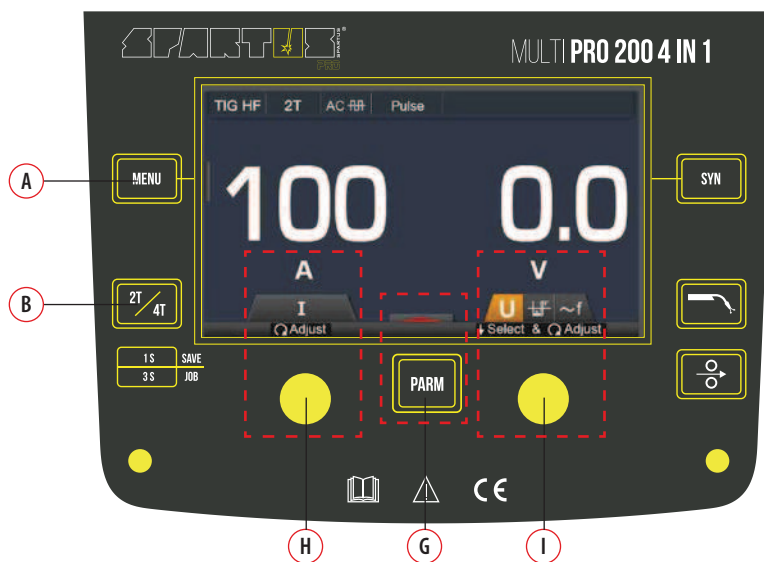 SPARTUS® SPARTUS
PRO
MULTI PRO 200 4 IN 1
TIG HF 2T AC Pulse
A
MENU
100 0.0
SYN
A V
B
2T/4T
I
U ~f
Adjust
Select & Adjust
1 S SAVE
3 S JOB
PARM
CE
H G I